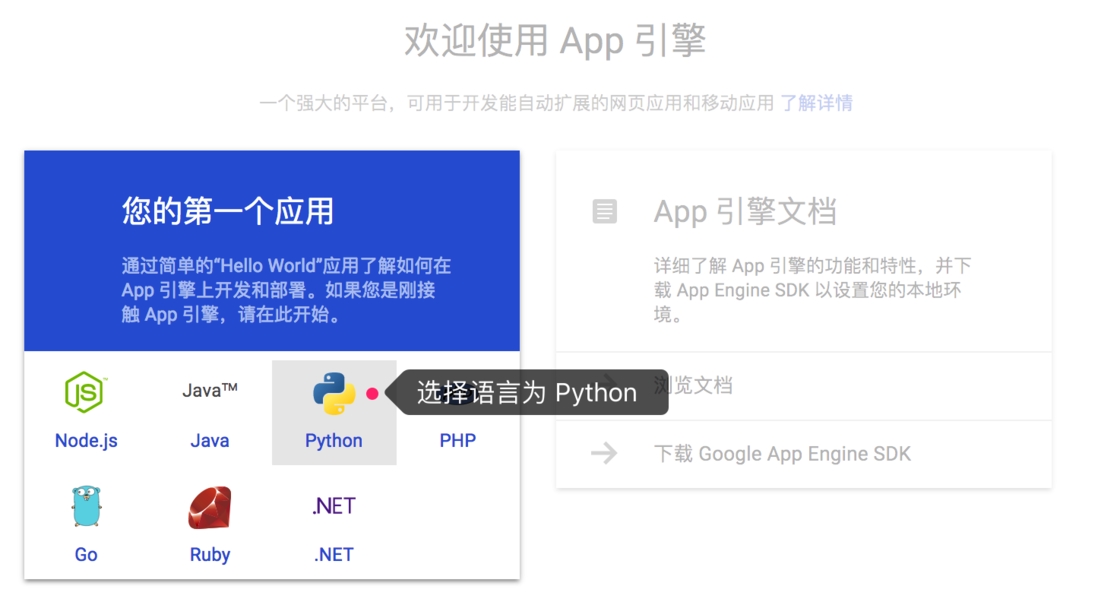 欢迎使用 App 引擎
一个强大的平台，可用于开发能自动扩展的网页应用和移动应用 了解详情
您的第一个应用
通过简单的“Hello World”应用了解如何在
App 引擎上开发和部署。如果您是刚接
触 App 引擎，请在此开始。
App 引擎文档
详细了解 App 引擎的功能和特性，并下
载 App Engine SDK 以设置您的本地环
境。
JS™
Java™
选择语言为 Python
浏览文档
Node.js
Java
Python
PHP
下载 Google App Engine SDK
.NET
Go
Ruby
.NET